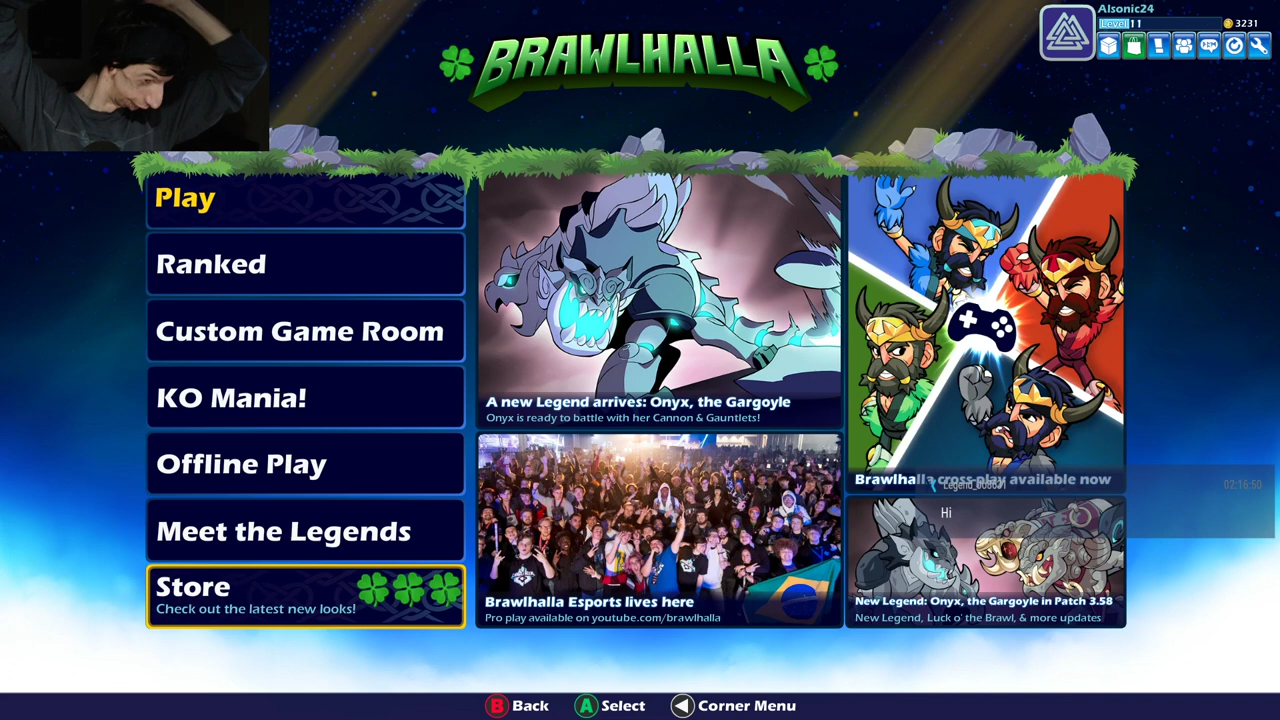 Alsonic24
Level 11
3231
BRAWLHALLA
Play
Ranked
Custom Game Room
KO Mania!
Offline Play
Meet the Legends
Store
Check out the latest new looks!
A new Legend arrives: Onyx, the Gargoyle
Onyx is ready to battle with her Cannon & Gauntlets!
Brawlhalla Esports lives here
Pro play available on youtube.com/brawlhalla
Brawlhalla cross-play available now
02:16:50
Hi
New Legend: Onyx, the Gargoyle in Patch 3.58
New Legend, Luck o' the Brawl, & more updates
B Back
A Select
Corner Menu